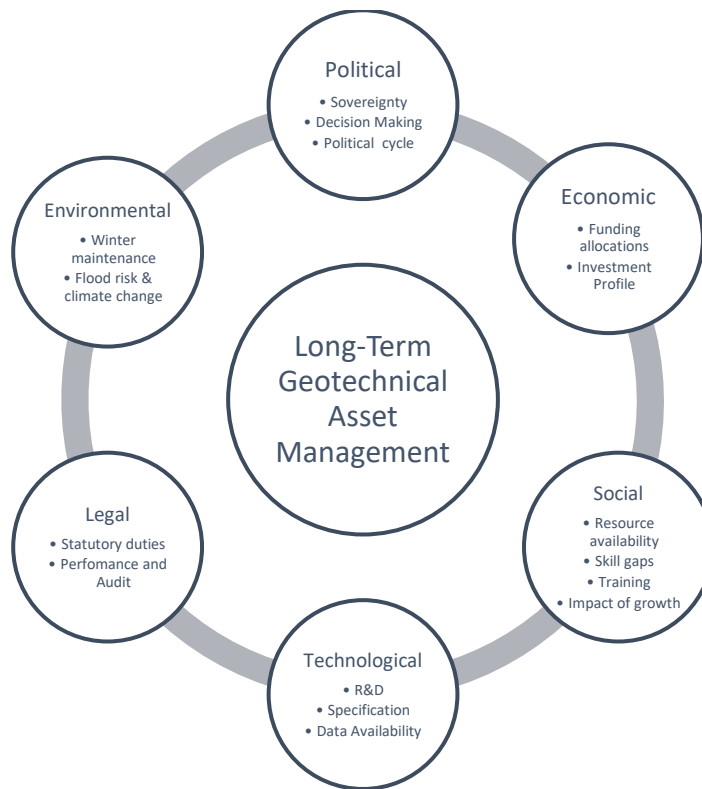 Political
• Sovereignty
• Decision Making
• Political cycle
Economic
• Funding
allocations
• Investment
Profile
Social
• Resource
availability
• Skill gaps
• Training
• Impact of growth
Technological
• R&D
• Specification
• Data Availability
Legal
• Statutory duties
• Perfomance and
Audit
Environmental
• Winter
maintenance
• Flood risk &
climate change
Long-Term
Geotechnical
Asset
Management